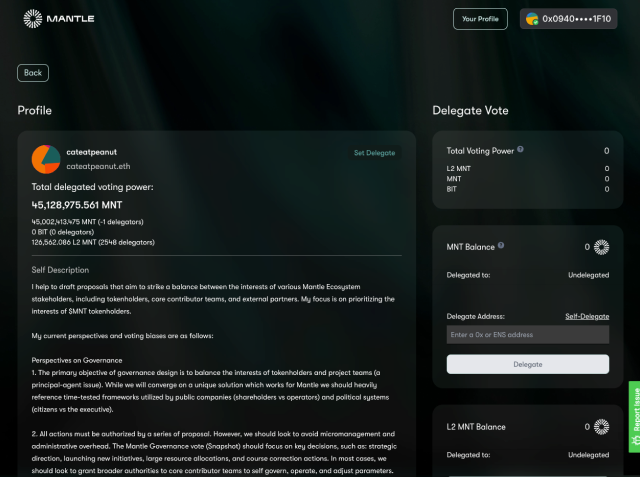 MANTLE
Your Profile
0x0940••••1F10
Back
Profile
Delegate Vote
cateatpeanut
cateatpeanut.eth
Set Delegate
Total delegated voting power:
45,128,975.561 MNT
45,002,413.475 MNT (-1 delegators)
0 BIT (0 delegators)
126,562.086 L2 MNT (2548 delegators)
Self Description
I help to draft proposals that aim to strike a balance between the interests of various Mantle Ecosystem
stakeholders, including tokenholders, core contributor teams, and external partners. My focus is on prioritizing the
interests of $MNT tokenholders.
My current perspectives and voting biases are as follows:
Perspectives on Governance
1. The primary objective of governance design is to balance the interests of tokenholders and project teams (a
principal-agent issue). While we will converge on a unique solution which works for Mantle we should heavily
reference time-tested frameworks utilized by public companies (shareholders vs operators) and political systems
(citizens vs the executive).
2. All actions must be authorized by a series of proposal. However, we should look to avoid micromanagement and
administrative overhead. The Mantle Governance vote (Snapshot) should focus on key decisions, such as: strategic
direction, launching new initiatives, large resource allocations, and course correction actions. In most cases, we
should look to grant broader authorities to core contributor teams to self govern, operate, and adjust parameters.
Total Voting Power ? 0
L2 MNT 0
MNT 0
BIT 0
MNT Balance ? 0
Delegated to: Undelegated
Delegate Address: Self-Delegate
Enter a 0x or ENS address
Delegate
L2 MNT Balance 0
Delegated to: Undelegated
Report Issue